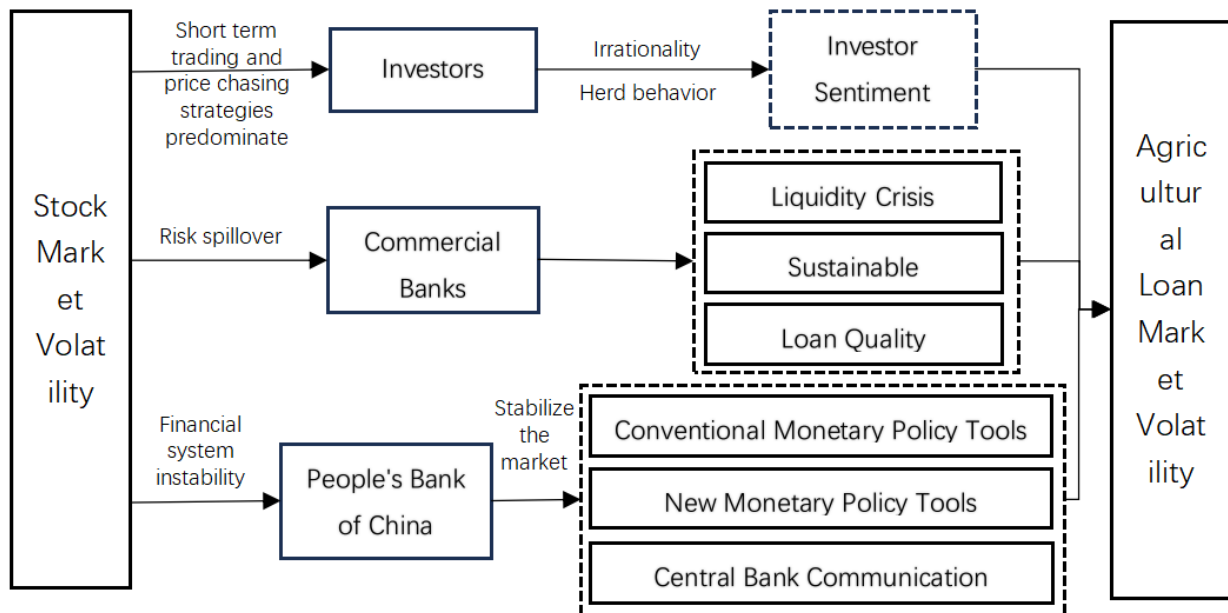 Stock
Mark
et
Volat
ility
Short term
trading and
price chasing
strategies
predominate
Investors
Irrationality
Herd behavior
Investor
Sentiment
Risk spillover
Commercial
Banks
Liquidity Crisis
Sustainable
Loan Quality
Financial
system
instability
People's Bank
of China
Stabilize
the
market
Conventional Monetary Policy Tools
New Monetary Policy Tools
Central Bank Communication
Agric
ultur
al
Loan
Mark
et
Volat
ility